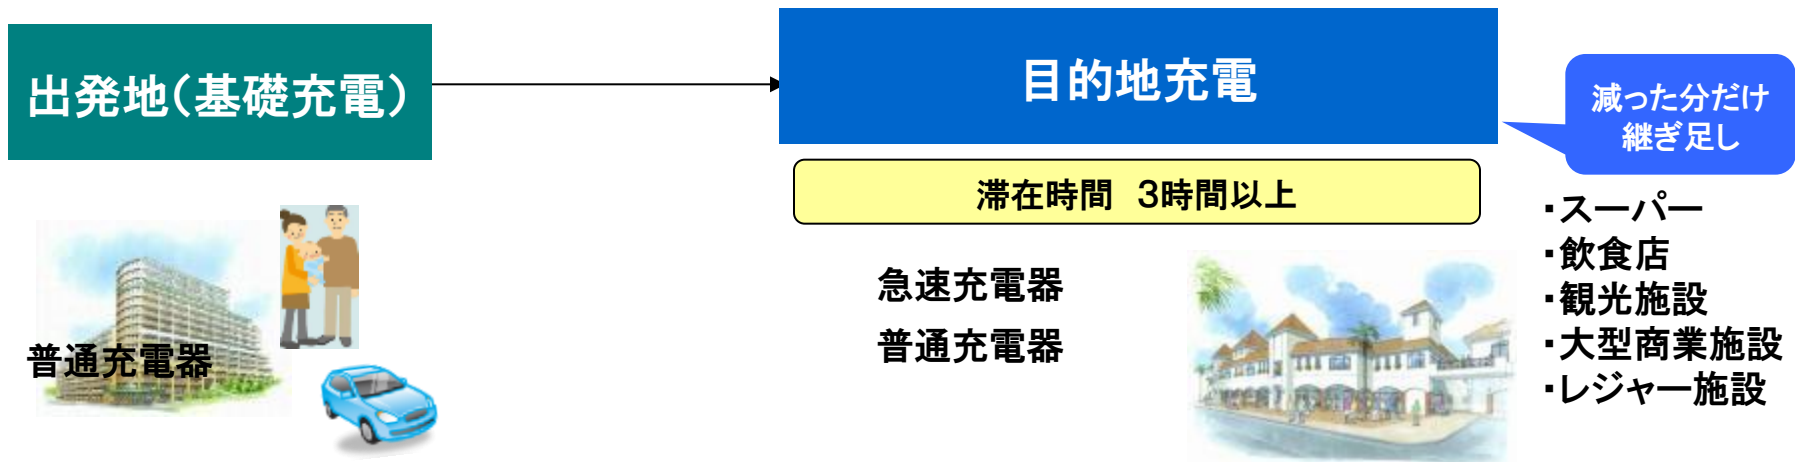 出発地(基礎充電)
普通充電器
目的地充電
滞在時間　3時間以上
急速充電器
普通充電器
減った分だけ
継ぎ足し
・スーパー
・飲食店
・観光施設
・大型商業施設
・レジャー施設